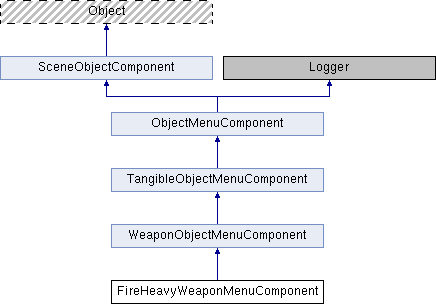 Object
SceneObjectComponent
Logger
ObjectMenuComponent
TangibleObjectMenuComponent
WeaponObjectMenuComponent
FireHeavyWeaponMenuComponent